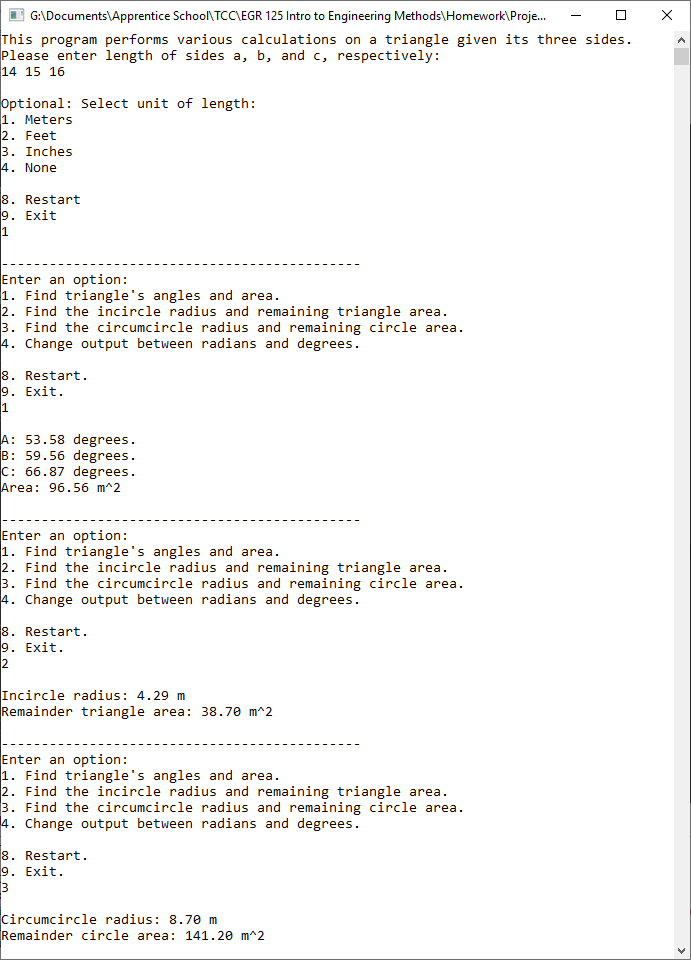 G:\Documents\Apprentice School\TCC\EGR 125 Intro to Engineering Methods\Homework\Proje...
This program performs various calculations on a triangle given its three sides.
Please enter length of sides a, b, and c, respectively:
14 15 16
Optional: Select unit of length:
1. Meters
2. Feet
3. Inches
4. None
8. Restart
9. Exit
1
---------------------------------------------
Enter an option:
1. Find triangle's angles and area.
2. Find the incircle radius and remaining triangle area.
3. Find the circumcircle radius and remaining circle area.
4. Change output between radians and degrees.
8. Restart.
9. Exit.
1
A: 53.58 degrees.
B: 59.56 degrees.
C: 66.87 degrees.
Area: 96.56 m^2
---------------------------------------------
Enter an option:
1. Find triangle's angles and area.
2. Find the incircle radius and remaining triangle area.
3. Find the circumcircle radius and remaining circle area.
4. Change output between radians and degrees.
8. Restart.
9. Exit.
2
Incircle radius: 4.29 m
Remainder triangle area: 38.70 m^2
---------------------------------------------
Enter an option:
1. Find triangle's angles and area.
2. Find the incircle radius and remaining triangle area.
3. Find the circumcircle radius and remaining circle area.
4. Change output between radians and degrees.
8. Restart.
9. Exit.
3
Circumcircle radius: 8.70 m
Remainder circle area: 141.20 m^2